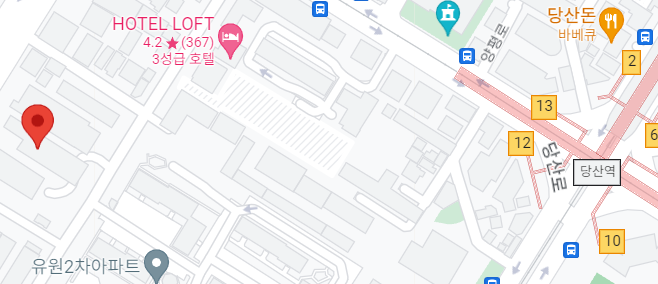 HOTEL LOFT
4.2★(367)
3성급 호텔
당산돈
바베큐
양평로
2
13
12
6
당산로
당산역
10
유원2차아파트